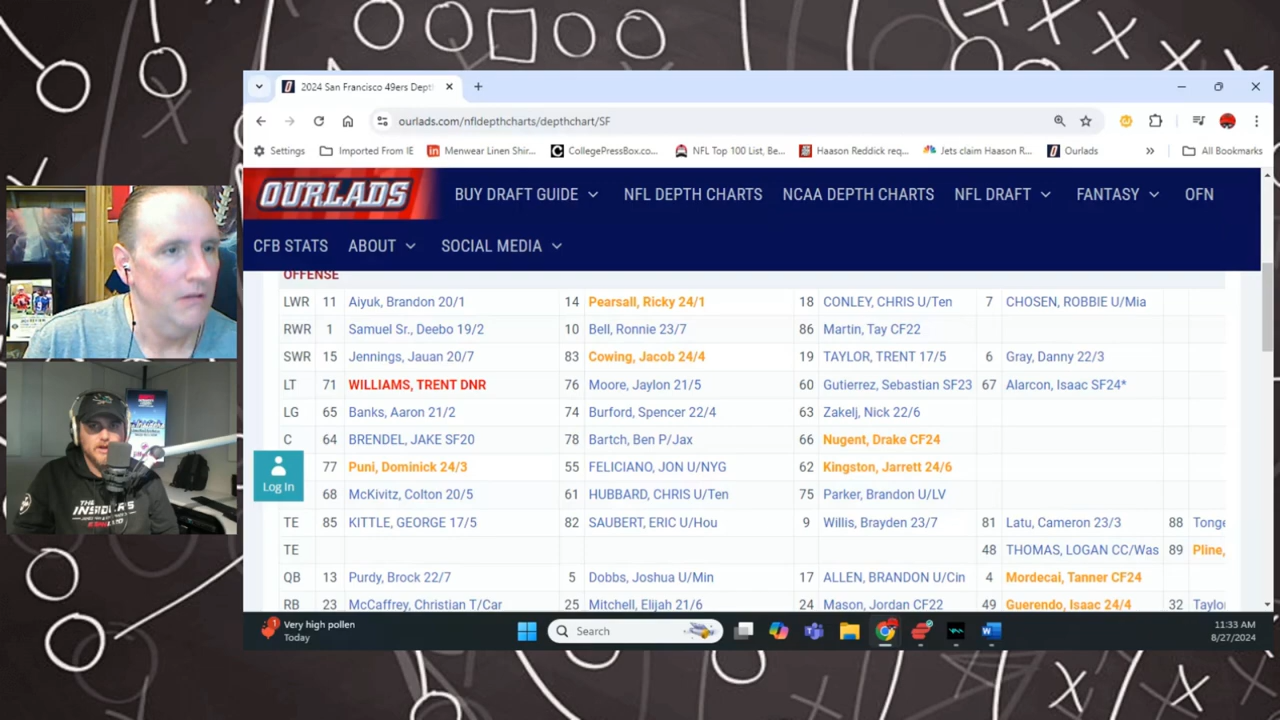 2024 San Francisco 49ers Dept
ourlads.com/nfldepthcharts/depthchart/SF
Settings Imported From IE Menwear Linen Shir... CollegePressBox.co... NFL Top 100 List, Be... Haason Reddick req... Jets claim Haason R... Ourlads » All Bookmarks
OURLADS BUY DRAFT GUIDE NFL DEPTH CHARTS NCAA DEPTH CHARTS NFL DRAFT FANTASY OFN
CFB STATS ABOUT SOCIAL MEDIA
OFFENSE
LWR 11 Aiyuk, Brandon 20/1 14 Pearsall, Ricky 24/1 18 CONLEY, CHRIS U/Ten 7 CHOSEN, ROBBIE U/Mia
RWR 1 Samuel Sr., Deebo 19/2 10 Bell, Ronnie 23/7 86 Martin, Tay CF22
SWR 15 Jennings, Jauan 20/7 83 Cowing, Jacob 24/4 19 TAYLOR, TRENT 17/5 6 Gray, Danny 22/3
LT 71 WILLIAMS, TRENT DNR 76 Moore, Jaylon 21/5 60 Gutierrez, Sebastian SF23 67 Alarcon, Isaac SF24*
LG 65 Banks, Aaron 21/2 74 Burford, Spencer 22/4 63 Zakelj, Nick 22/6
C 64 BRENDEL, JAKE SF20 78 Bartch, Ben P/Jax 66 Nugent, Drake CF24
77 Puni, Dominick 24/3 55 FELICIANO, JON U/NYG 62 Kingston, Jarrett 24/6
Log In
68 McKivitz, Colton 20/5 61 HUBBARD, CHRIS U/Ten 75 Parker, Brandon U/LV
TE 85 KITTLE, GEORGE 17/5 82 SAUBERT, ERIC U/Hou 9 Willis, Brayden 23/7 81 Latu, Cameron 23/3 88 Tonge
TE 48 THOMAS, LOGAN CC/Was 89 Pline,
QB 13 Purdy, Brock 22/7 5 Dobbs, Joshua U/Min 17 ALLEN, BRANDON U/Cin 4 Mordecai, Tanner CF24
RB 23 McCaffrey, Christian T/Car 25 Mitchell, Elijah 21/6 24 Mason, Jordan CF22 49 Guerendo, Isaac 24/4 32 Taylo
1
Very high pollen
Today
Search
11:33 AM
8/27/2024
THE
INSIDERS